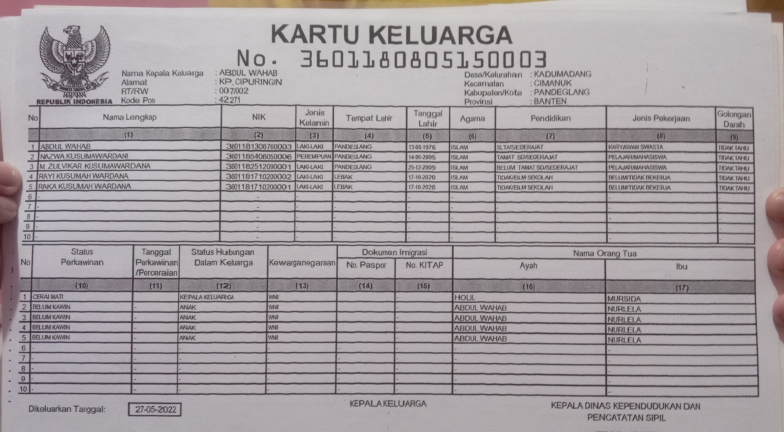 KARTU KELUARGA
No. 3601180805150003
REPUBLIK INDONESIA
Nama Kepala Keluarga : ABDUL WAHAB
Alamat : KP. CIPURINGIN
RT/RW : 007/002
Kode Pos : 42271
Desa/Kelurahan : KADUMADANG
Kecamatan : CIMANUK
Kabupaten/Kota : PANDEGLANG
Provinsi : BANTEN
No Nama Lengkap NIK Jenis Kelamin Tempat Lahir Tanggal Lahir Agama Pendidikan Jenis Pekerjaan Golongan Darah
(1) (2) (3) (4) (5) (6) (7) (8) (9)
1 ABDUL WAHAB 3601181308760003 LAKI-LAKI PANDEGLANG 13-08-1976 ISLAM SLTA/SEDERAJAT KARYAWAN SWASTA TIDAK TAHU
2 NAZWA KUSUMAWARDANI PEREMPUAN PANDEGLANG ISLAM TAMAT SD/SEDERAJAT PELAJAR/MAHASISWA TIDAK TAHU
3 M. ZULVIKAR KUSUMAWARDANA 3601182512090001 LAKI-LAKI PANDEGLANG 25-12-2009 ISLAM BELUM TAMAT SD/SEDERAJAT PELAJAR/MAHASISWA TIDAK TAHU
4 RAYI KUSUMAH WARDANA 3601181710200002 LAKI-LAKI LEBAK 17-10-2020 ISLAM TIDAK/BLM SEKOLAH BELUM/TIDAK BEKERJA TIDAK TAHU
5 RAKA KUSUMAH WARDANA 3601181710200001 LAKI-LAKI LEBAK 17-10-2020 ISLAM TIDAK/BLM SEKOLAH BELUM/TIDAK BEKERJA TIDAK TAHU
6 -
7 -
8 -
9 -
10 -
No Status Perkawinan Tanggal Perkawinan /Perceraian Status Hubungan Dalam Keluarga Kewarganegaraan Dokumen Imigrasi No. Paspor No. KITAP Nama Orang Tua Ayah Ibu
(10) (11) (12) (13) (14) (15) (16) (17)
1 CERAI MATI - KEPALA KELUARGA WNI MURSIDA
2 BELUM KAWIN - ANAK WNI ABDUL WAHAB NURLELA
3 BELUM KAWIN - ANAK WNI ABDUL WAHAB NURLELA
4 BELUM KAWIN - ANAK WNI ABDUL WAHAB NURLELA
5 BELUM KAWIN - ANAK WNI ABDUL WAHAB NURLELA
6 -
7 -
8 -
9 -
10 -
Dikeluarkan Tanggal: 27-05-2022
KEPALA KELUARGA
KEPALA DINAS KEPENDUDUKAN DAN
PENCATATAN SIPIL